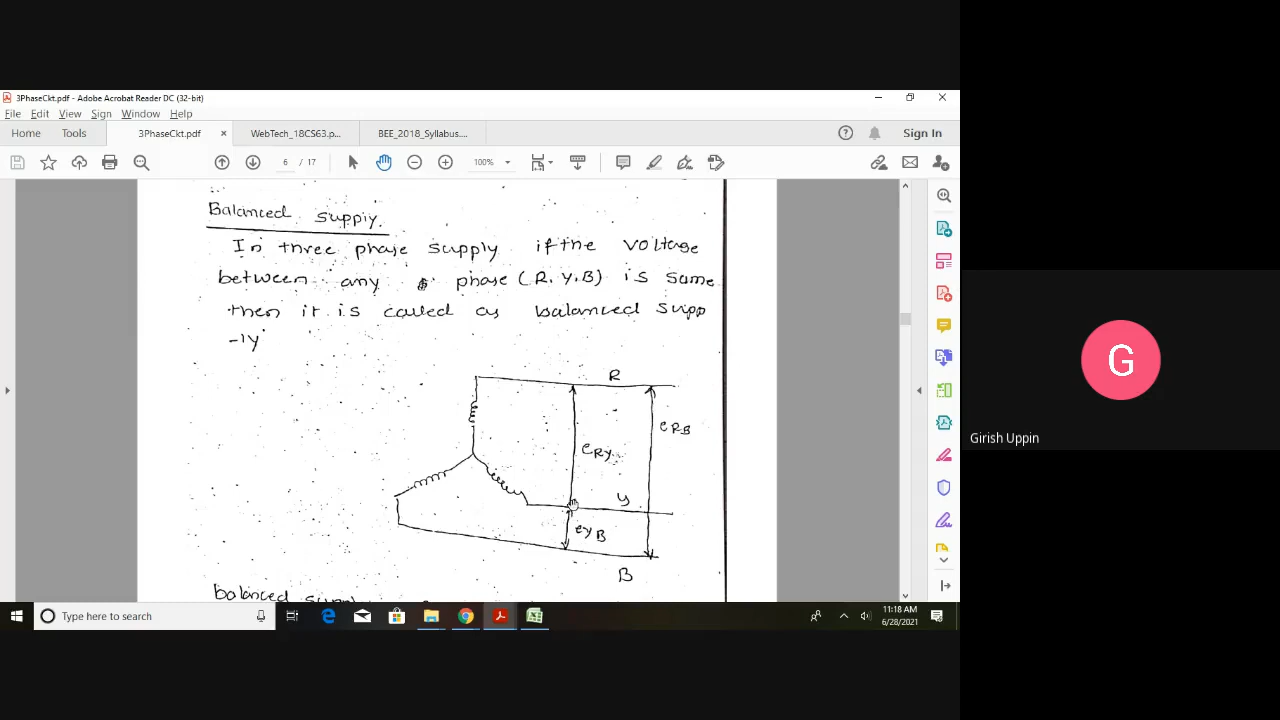 3PhaseCkt.pdf - Adobe Acrobat Reader DC (32-bit)
File Edit View Sign Window Help
Home Tools 3PhaseCkt.pdf × WebTech_18CS63.p... BEE_2018_Syllabus.... Sign In
6 / 17 100%
Balanced supply.
In three phase supply if the voltage
between any phase (R.Y.B) is same
then it is called as balanced supp
-ly
R
eRB
eRy
y
eyB
B
balanced supply
G
Girish Uppin
Type here to search
11:18 AM
6/28/2021